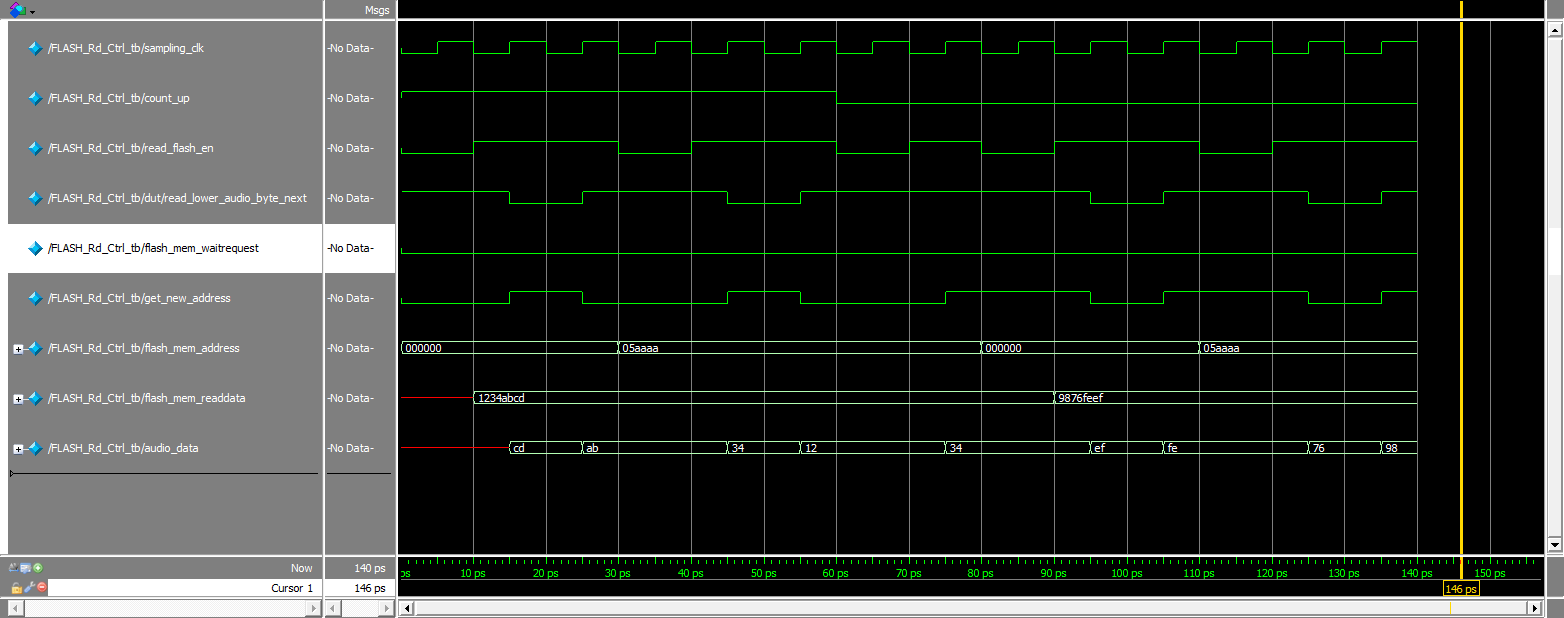 Msgs
/FLASH_Rd_Ctrl_tb/sampling_clk -No Data-
/FLASH_Rd_Ctrl_tb/count_up -No Data-
/FLASH_Rd_Ctrl_tb/read_flash_en -No Data-
/FLASH_Rd_Ctrl_tb/dut/read_lower_audio_byte_next -No Data-
/FLASH_Rd_Ctrl_tb/flash_mem_waitrequest -No Data-
/FLASH_Rd_Ctrl_tb/get_new_address -No Data-
/FLASH_Rd_Ctrl_tb/flash_mem_address -No Data- 000000 05aaaa 000000 05aaaa
/FLASH_Rd_Ctrl_tb/flash_mem_readdata -No Data- 1234abcd 9876feef
/FLASH_Rd_Ctrl_tb/audio_data -No Data- cd ab 34 12 34 ef fe 76 98
Now 140 ps ps 10 ps 20 ps 30 ps 40 ps 50 ps 60 ps 70 ps 80 ps 90 ps 100 ps 110 ps 120 ps 130 ps 140 ps 150 ps
Cursor 1 146 ps 146 ps